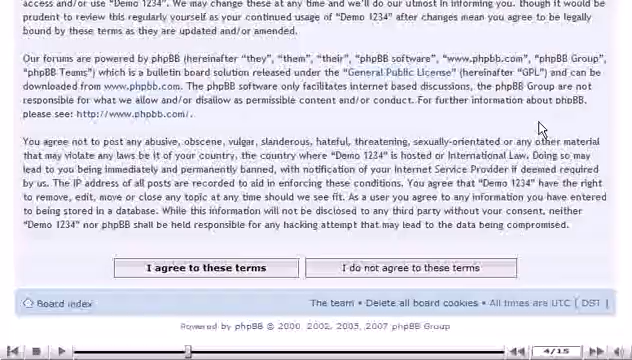 access and/or use “Demo 1234”. We may change these at any time and we’ll do our utmost in informing you, though it would be
prudent to review this regularly yourself as your continued usage of “Demo 1234” after changes mean you agree to be legally
bound by these terms as they are updated and/or amended.
Our forums are powered by phpBB (hereinafter “they”, “them”, “their”, “phpBB software”, “www.phpbb.com”, “phpBB Group”,
“phpBB Teams”) which is a bulletin board solution released under the “General Public License” (hereinafter “GPL”) and can be
downloaded from www.phpbb.com. The phpBB software only facilitates internet based discussions, the phpBB Group are not
responsible for what we allow and/or disallow as permissible content and/or conduct. For further information about phpBB,
please see: http://www.phpbb.com/.
You agree not to post any abusive, obscene, vulgar, slanderous, hateful, threatening, sexually-orientated or any other material
that may violate any laws be it of your country, the country where “Demo 1234” is hosted or International Law. Doing so may
lead to you being immediately and permanently banned, with notification of your Internet Service Provider if deemed required
by us. The IP address of all posts are recorded to aid in enforcing these conditions. You agree that “Demo 1234” have the right
to remove, edit, move or close any topic at any time should we see fit. As a user you agree to any information you have entered
to being stored in a database. While this information will not be disclosed to any third party without your consent, neither
“Demo 1234” nor phpBB shall be held responsible for any hacking attempt that may lead to the data being compromised.
I agree to these terms I do not agree to these terms
Board index The team • Delete all board cookies • All times are UTC [ DST ]
Powered by phpBB © 2000, 2002, 2005, 2007 phpBB Group
4/15